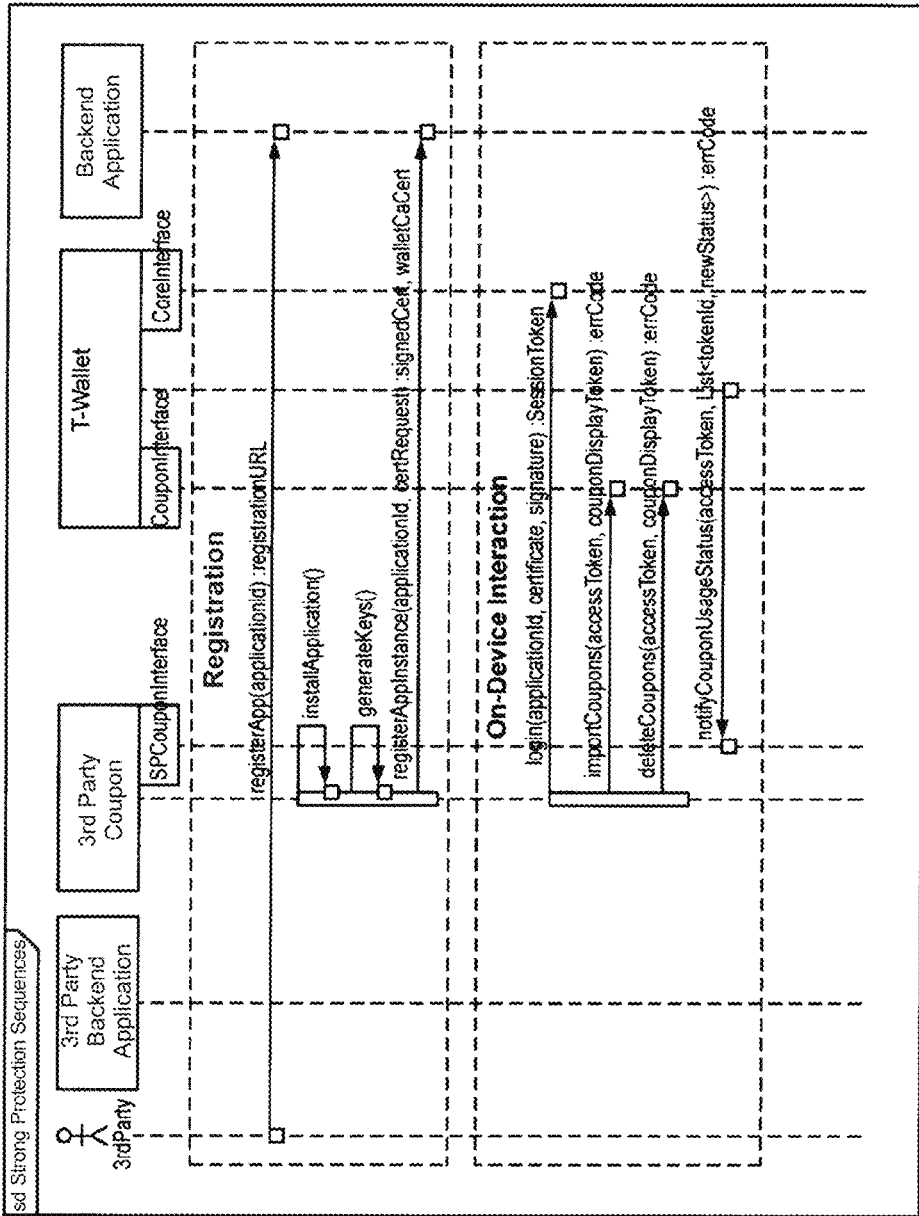 sd Strong Protection Sequences
3rdParty
3rd Party
Backend
Application
3rd Party
Coupon
SPCouponInterface
T-Wallet
CouponInterface
CoreInterface
Backend
Application
Registration
registerApp(applicationId) :registrationURL
installApplication()
generateKeys()
registerAppInstance(applicationId, certRequest) :signedCert, walletCaCert
On-Device Interaction
login(applicationId, certificate, signature) :SessionToken
importCoupons(accessToken, couponDisplayToken) :errCode
deleteCoupons(accessToken, couponDisplayToken) :errCode
notifyCouponUsageStatus(accessToken, List<tokenId, newStatus>) :errCode